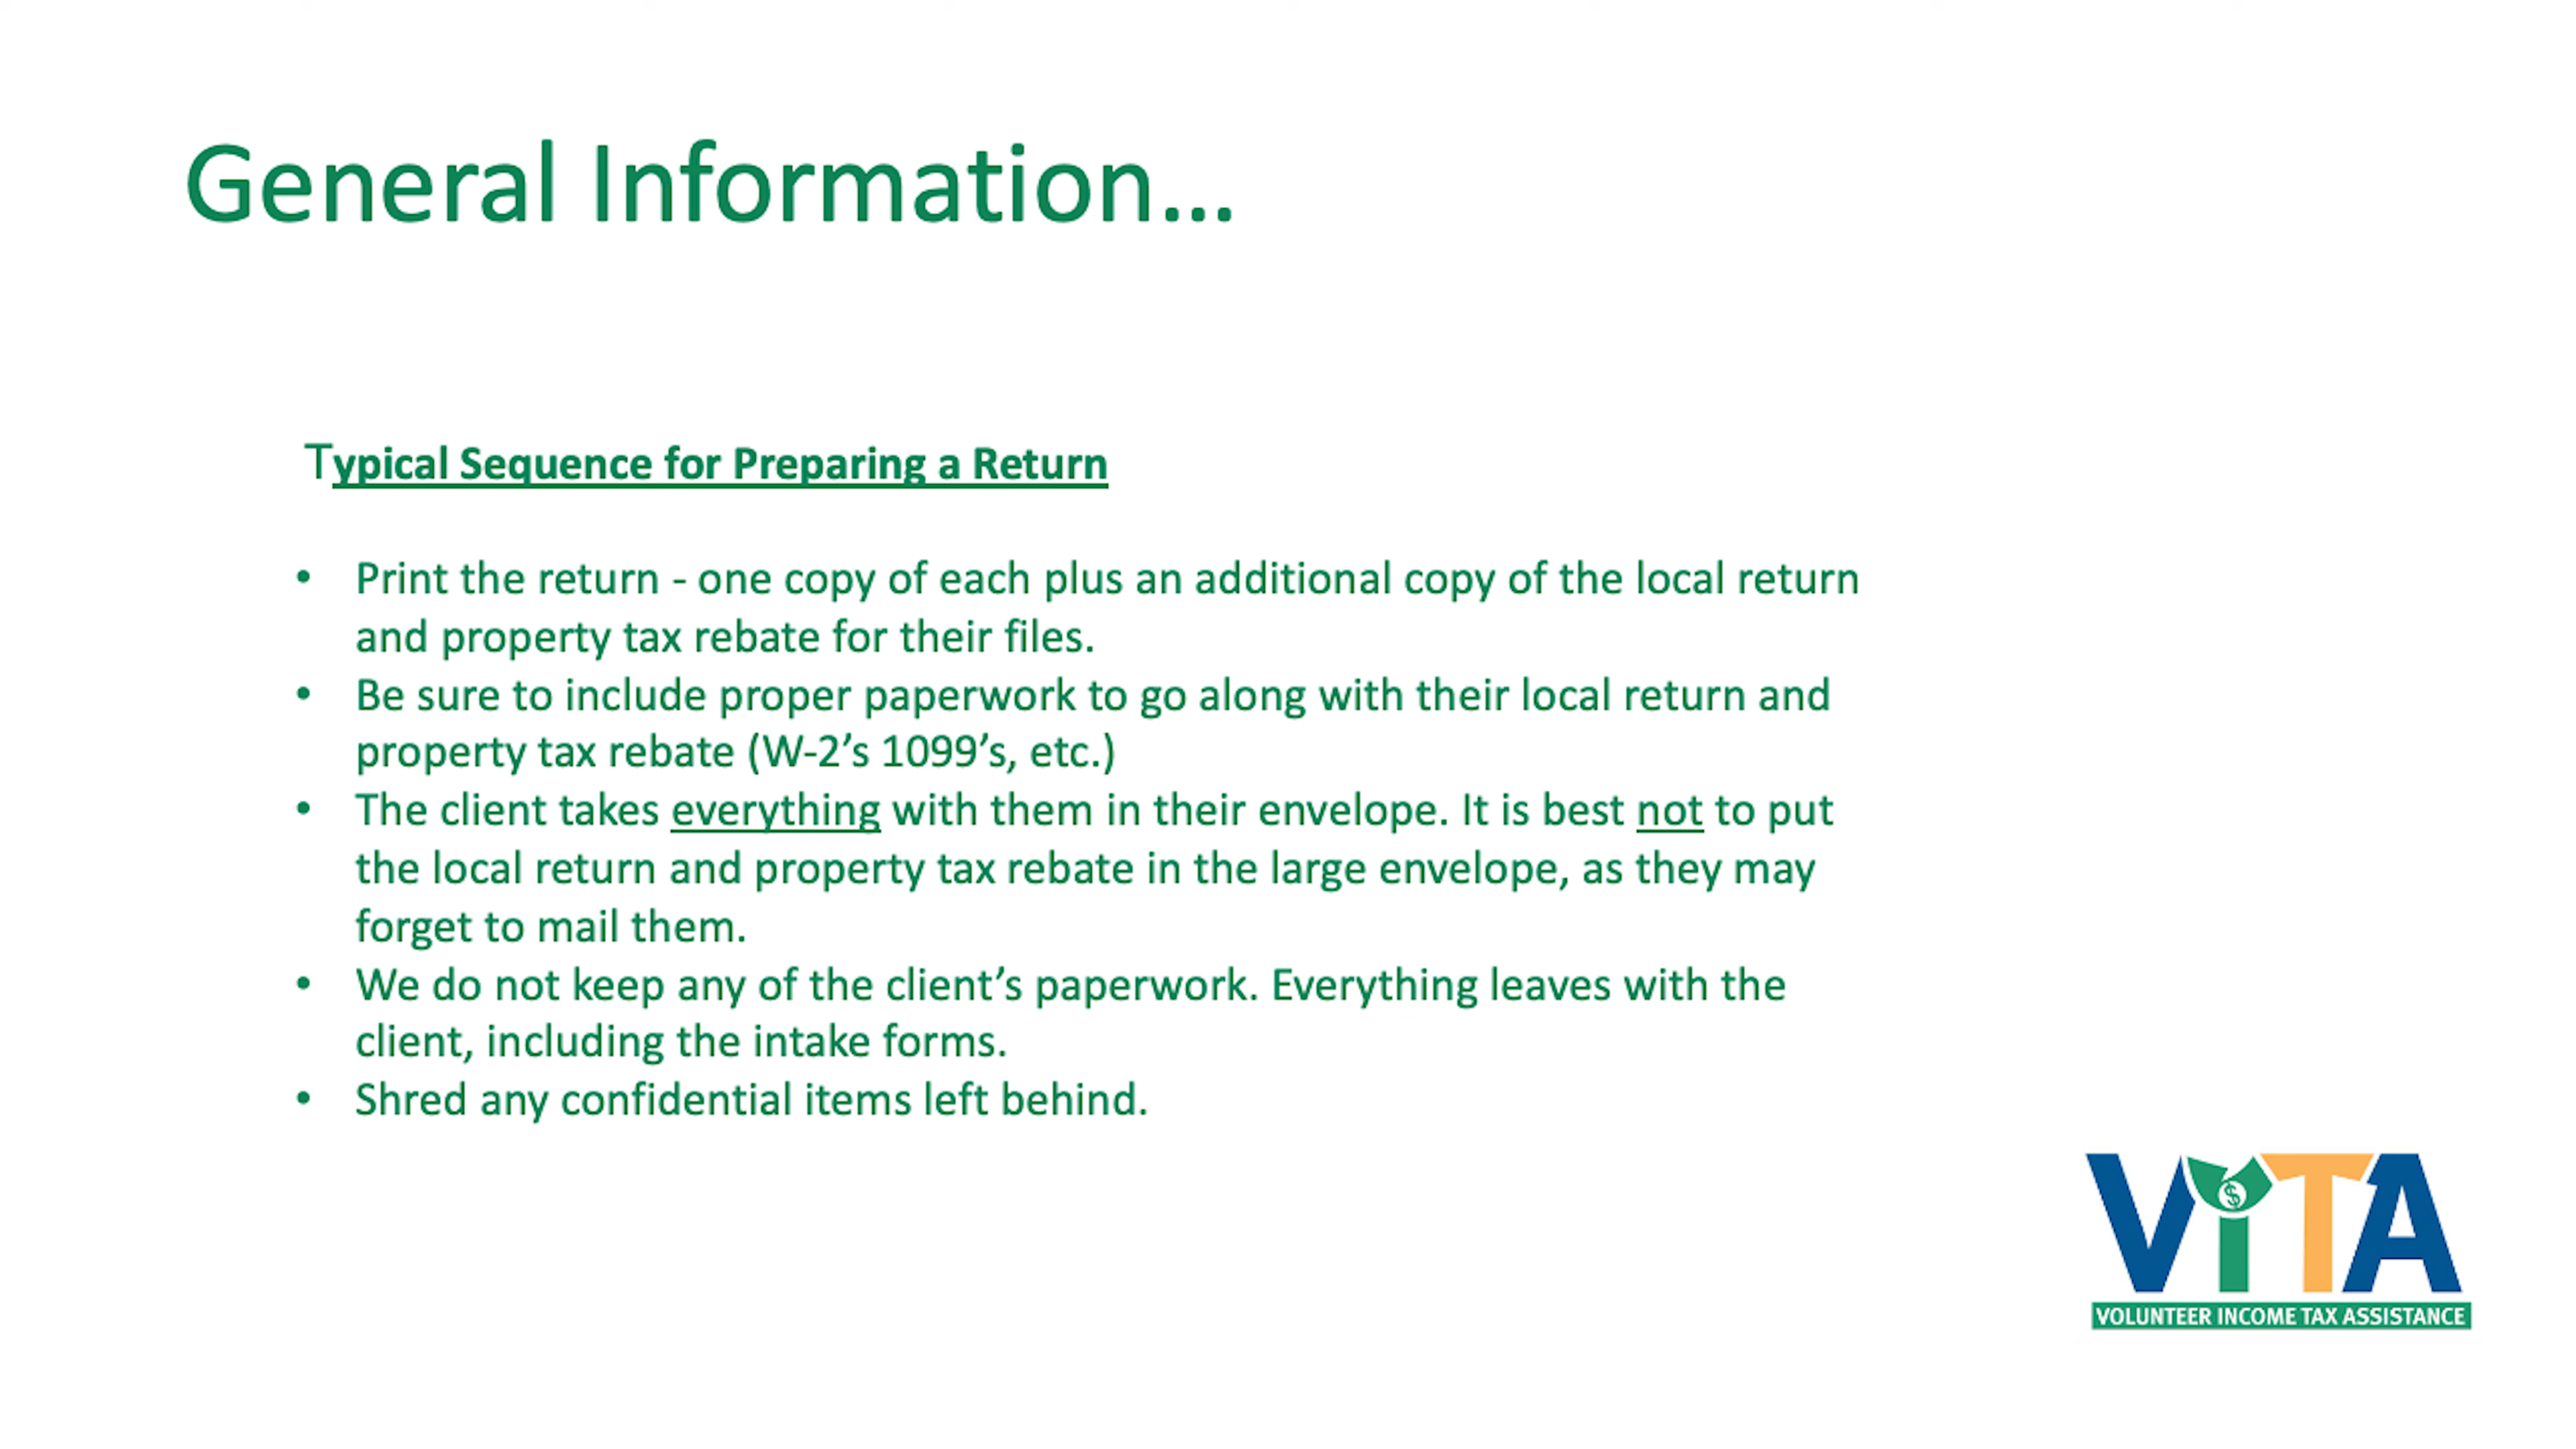 General Information...
Typical Sequence for Preparing a Return
• Print the return - one copy of each plus an additional copy of the local return
and property tax rebate for their files.
• Be sure to include proper paperwork to go along with their local return and
property tax rebate (W-2’s 1099’s, etc.)
• The client takes everything with them in their envelope. It is best not to put
the local return and property tax rebate in the large envelope, as they may
forget to mail them.
• We do not keep any of the client’s paperwork. Everything leaves with the
client, including the intake forms.
• Shred any confidential items left behind.
ViTA
VOLUNTEER INCOME TAX ASSISTANCE